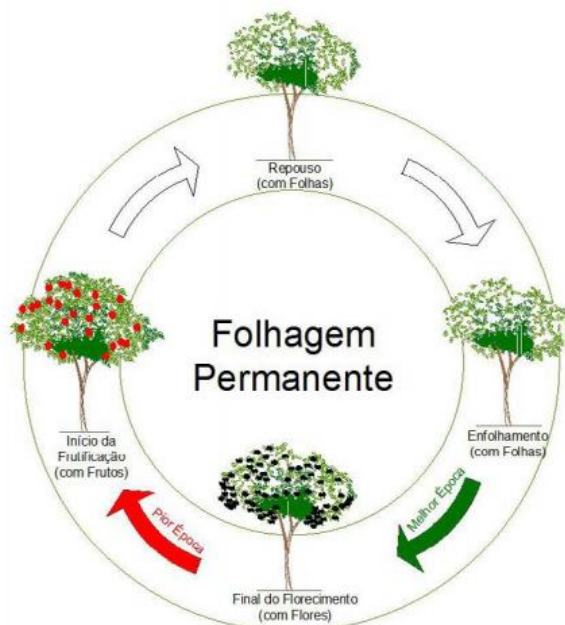 Repouso
(com Folhas)
Folhagem
Permanente
Início da
Frutificação
(com Frutos)
Enfolhamento
(com Folhas)
Pior Época
Melhor Época
Final do Florecimento
(com Flores)